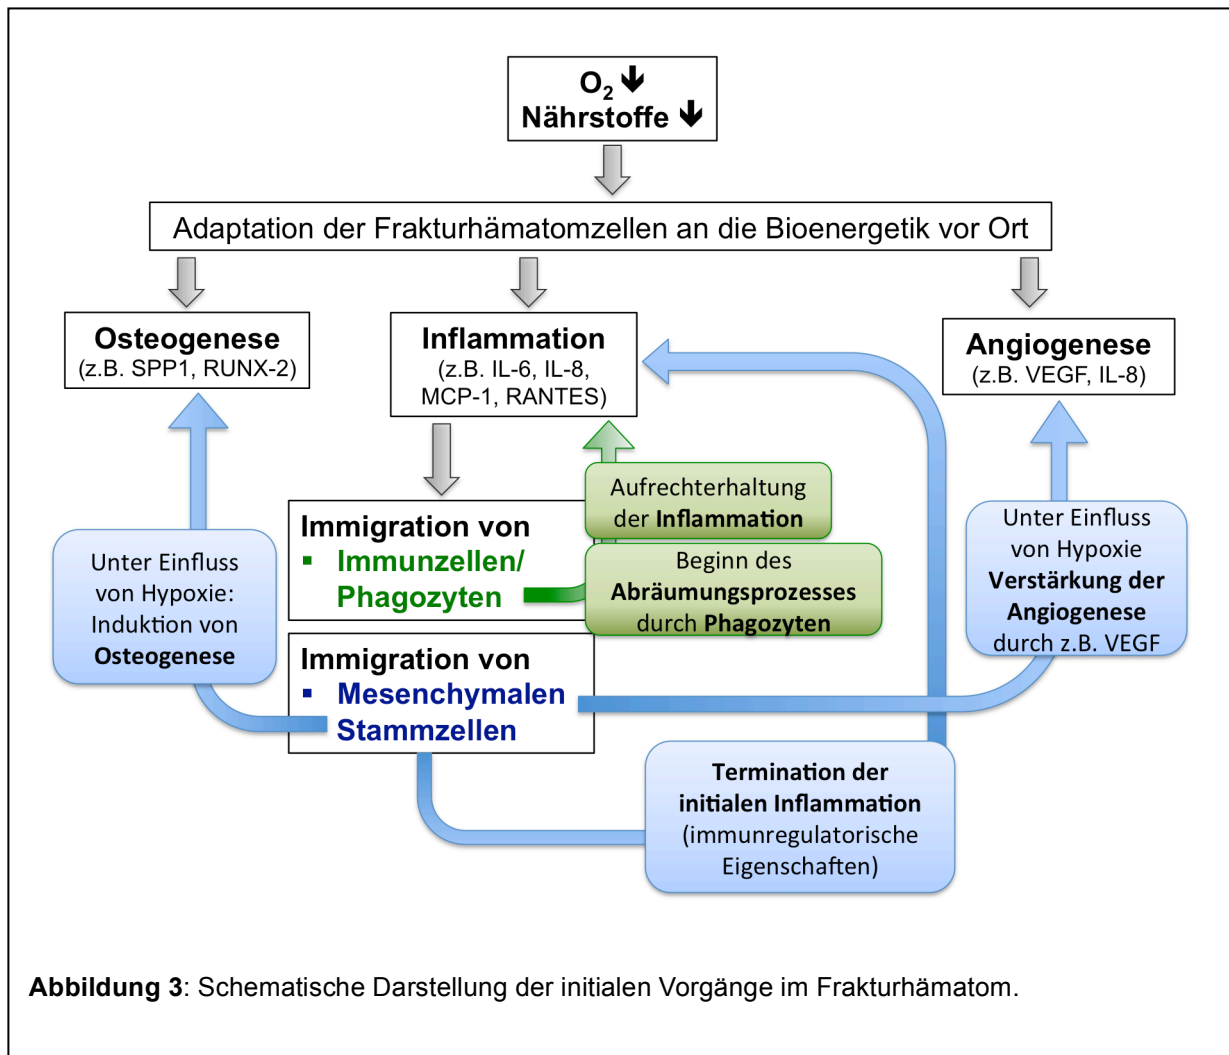 O₂ 🡫
Nährstoffe 🡫
Adaptation der Frakturhämatomzellen an die Bioenergetik vor Ort
Osteogenese
(z.B. SPP1, RUNX-2)
Inflammation
(z.B. IL-6, IL-8,
MCP-1, RANTES)
Angiogenese
(z.B. VEGF, IL-8)
Aufrechterhaltung
der Inflammation
Immigration von
▪ Immunzellen/
Phagozyten
Beginn des
Abräumungsprozesses
durch Phagozyten
Unter Einfluss
von Hypoxie
Verstärkung der
Angiogenese
durch z.B. VEGF
Unter Einfluss
von Hypoxie:
Induktion von
Osteogenese
Immigration von
▪ Mesenchymalen
Stammzellen
Termination der
initialen Inflammation
(immunregulatorische
Eigenschaften)
Abbildung 3: Schematische Darstellung der initialen Vorgänge im Frakturhämatom.